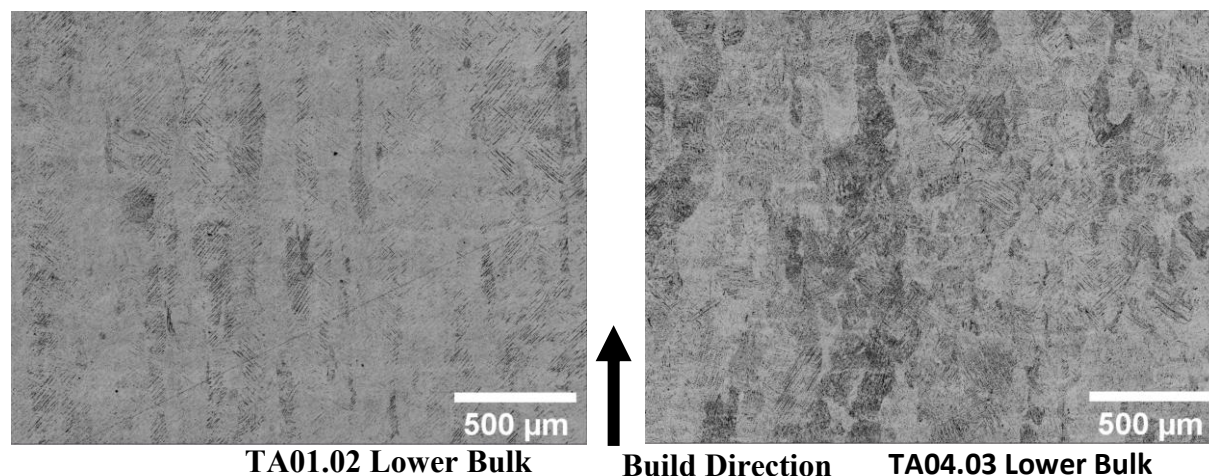 500 µm
500 µm
TA01.02 Lower Bulk
Build Direction
TA04.03 Lower Bulk